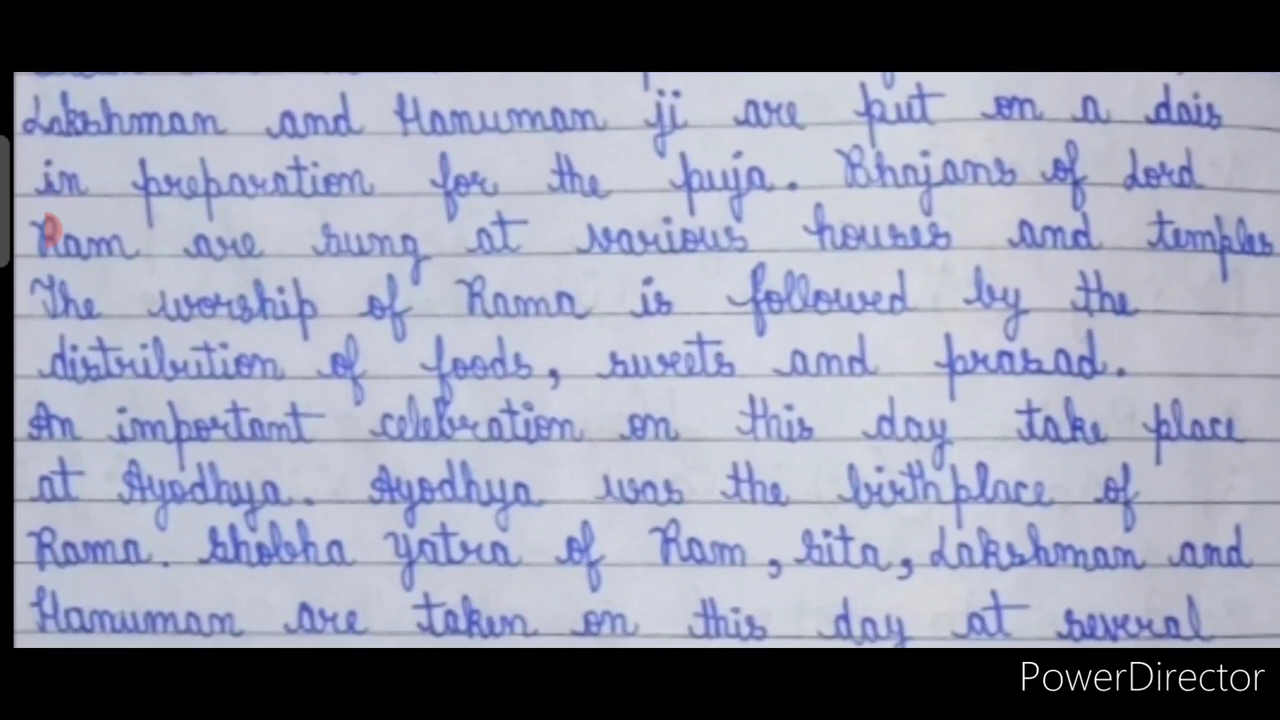 Lakshman and Hanuman ji are put on a dais
in preparation for the puja. Bhajans of Lord
Ram are sung at various houses and temples
The worship of Rama is followed by the
distribution of foods, sweets and prasad.
An important celebration on this day take place
at Ayodhya. Ayodhya was the birthplace of
Rama. Shobha yatra of Ram, Sita, Lakshman and
Hanuman are taken on this day at several
PowerDirector